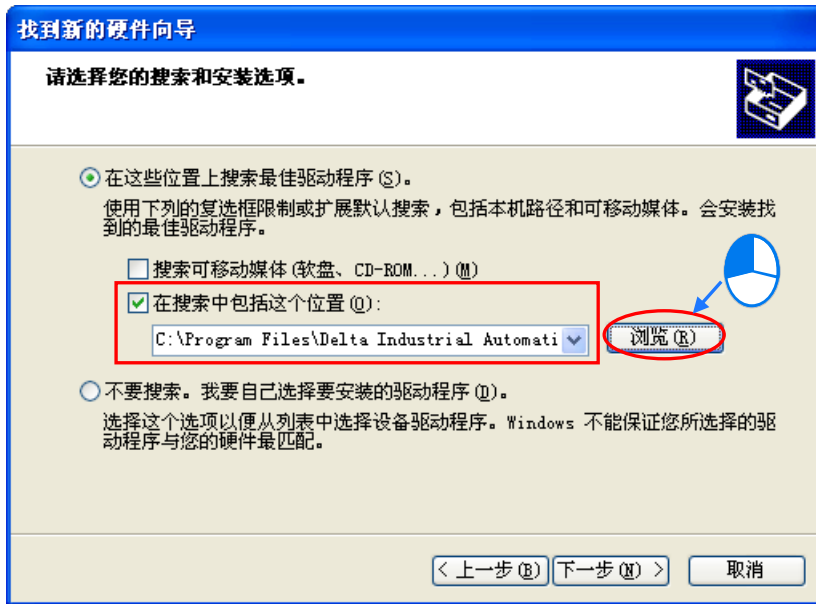 找到新的硬件向导
请选择您的搜索和安装选项。
在这些位置上搜索最佳驱动程序(S)。
使用下列的复选框限制或扩展默认搜索，包括本机路径和可移动媒体。会安装找
到的最佳驱动程序。
搜索可移动媒体(软盘、CD-ROM...)(M)
在搜索中包括这个位置(O):
C:\Program Files\Delta Industrial Automati
浏览(R)
不要搜索。我要自己选择要安装的驱动程序(D)。
选择这个选项以便从列表中选择设备驱动程序。Windows 不能保证您所选择的驱
动程序与您的硬件最匹配。
< 上一步(B) 下一步(N) > 取消